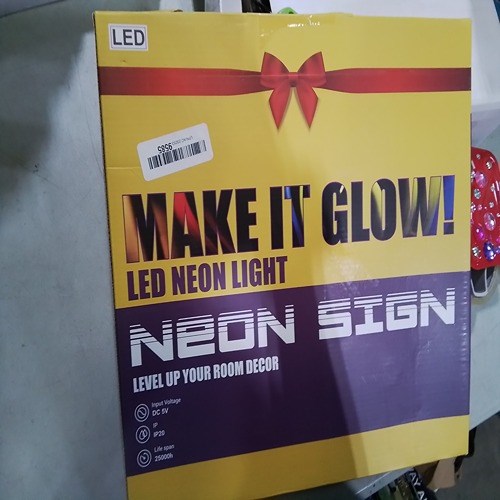 LED
9585
MAKE IT GLOW!
LED NEON LIGHT
NEON SIGN
LEVEL UP YOUR ROOM DECOR
Input Voltage
DC 5V
IP
IP20
Life span
25000h